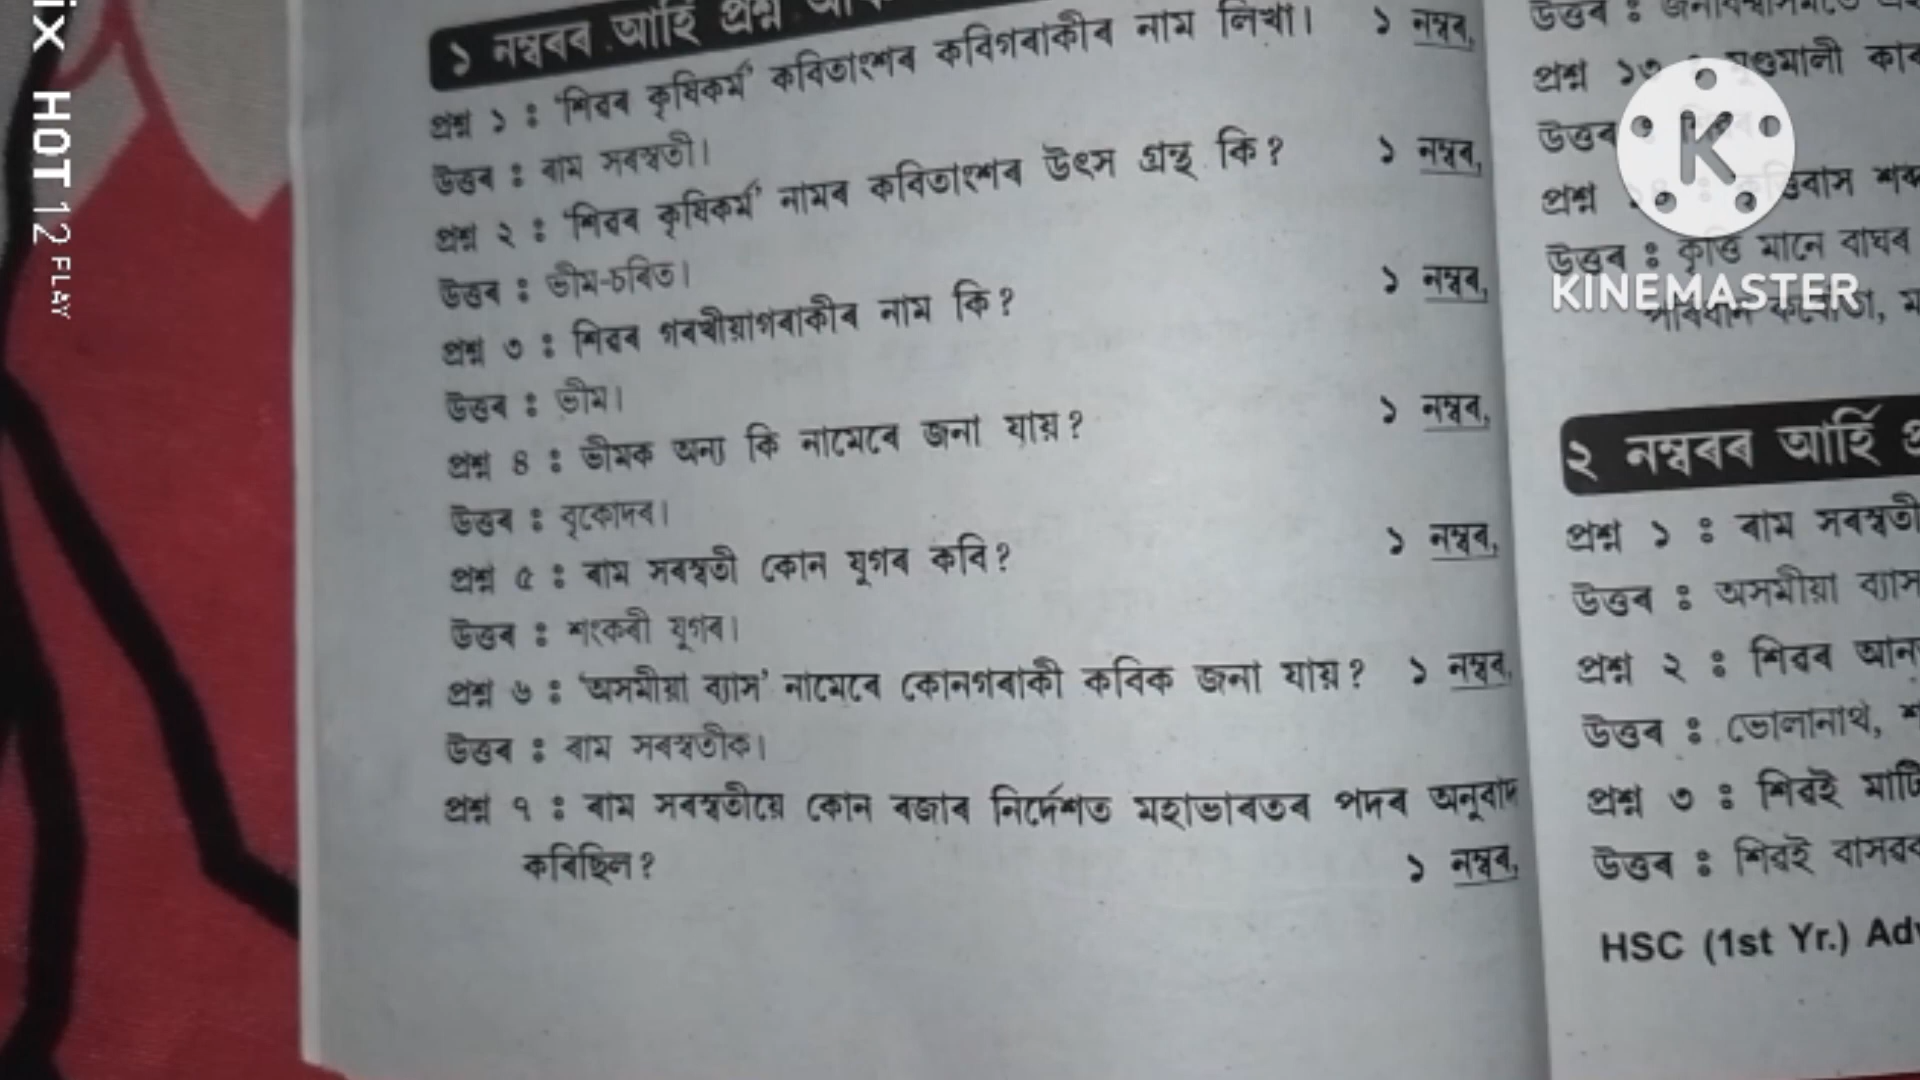 ১ নম্বৰৰ আৰ্হি প্ৰশ্ন
প্ৰশ্ন ১ : 'শিৱৰ কৃষিকৰ্ম' কবিতাংশৰ কবিগৰাকীৰ নাম লিখা। ১ নম্বৰ,
উত্তৰ : ৰাম সৰস্বতী।
প্ৰশ্ন ২ : 'শিৱৰ কৃষিকৰ্ম' নামৰ কবিতাংশৰ উৎস গ্ৰন্থ কি? ১ নম্বৰ,
উত্তৰ : ভীম-চৰিত।
প্ৰশ্ন ৩ : শিৱৰ গৰখীয়াগৰাকীৰ নাম কি? ১ নম্বৰ,
উত্তৰ : ভীম।
প্ৰশ্ন ৪ : ভীমক অন্য কি নামেৰে জনা যায়? ১ নম্বৰ,
উত্তৰ : বৃকোদৰ।
প্ৰশ্ন ৫ : ৰাম সৰস্বতী কোন যুগৰ কবি? ১ নম্বৰ,
উত্তৰ : শংকৰী যুগৰ।
প্ৰশ্ন ৬ : 'অসমীয়া ব্যাস' নামেৰে কোনগৰাকী কবিক জনা যায়? ১ নম্বৰ,
উত্তৰ : ৰাম সৰস্বতীক।
প্ৰশ্ন ৭ : ৰাম সৰস্বতীয়ে কোন ৰজাৰ নিৰ্দেশত মহাভাৰতৰ পদৰ অনুবাদ
কৰিছিল? ১ নম্বৰ,
উত্তৰ :
প্ৰশ্ন ১৩
উত্তৰ :
প্ৰশ্ন
উত্তৰ : কৃত্তি মানে বাঘৰ
২ নম্বৰৰ আৰ্হি
প্ৰশ্ন ১ : ৰাম সৰস্বতী
উত্তৰ : অসমীয়া ব্যাস
প্ৰশ্ন ২ : শিৱৰ
উত্তৰ : ভোলানাথ,
প্ৰশ্ন ৩ : শিৱই
উত্তৰ : শিৱই
HSC (1st Yr.)
K
KINEMASTER
HOT 12 PLAY